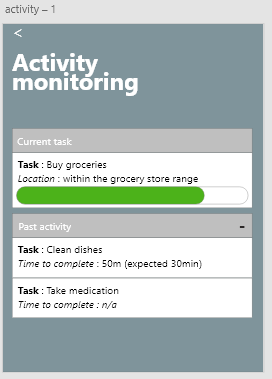 activity – 1
<
Activity
monitoring
Current task
Task : Buy groceries
Location : within the grocery store range
Past activity -
Task : Clean dishes
Time to complete : 50m (expected 30min)
Task : Take medication
Time to complete : n/a